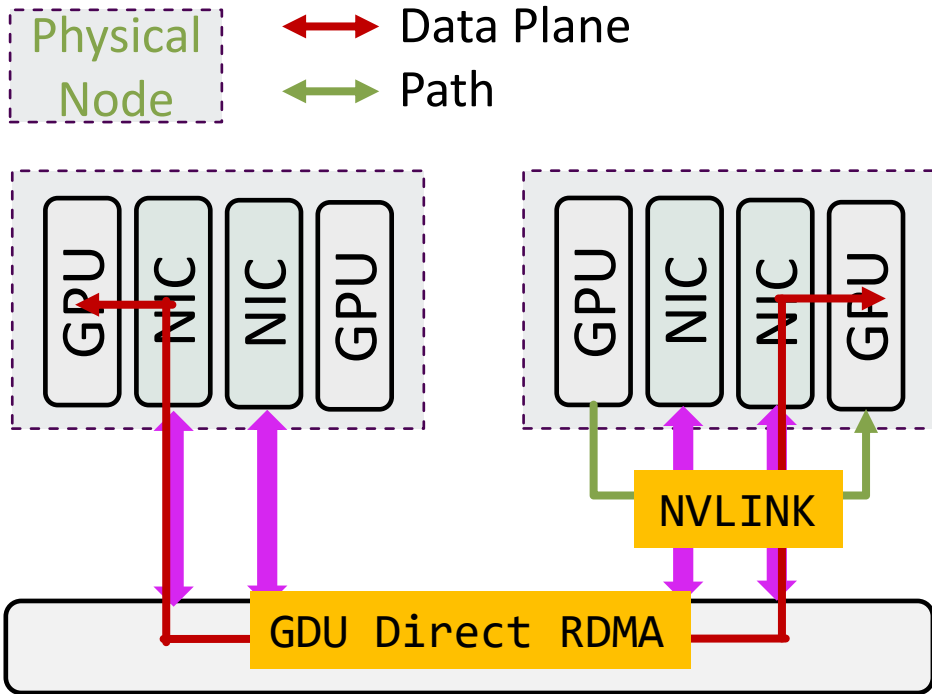 Physical
Node
Data Plane
Path
GPU
NIC
NIC
GPU
GPU
NIC
NIC
GPU
NVLINK
GDU Direct RDMA